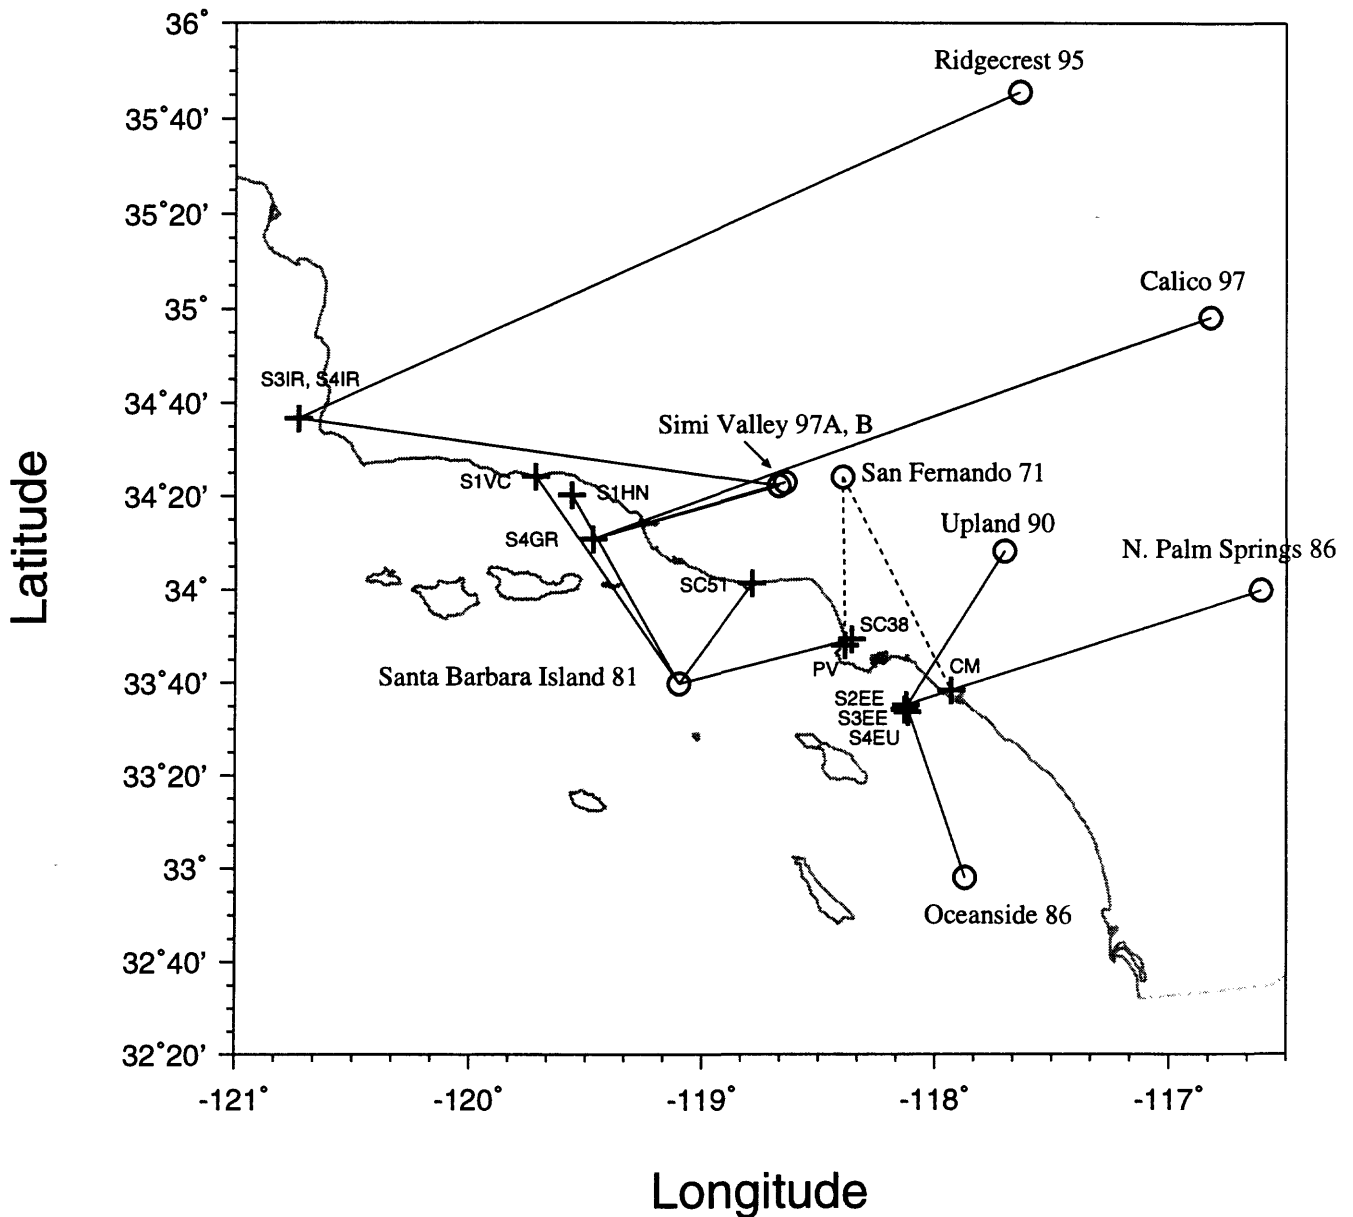 36°
Ridgecrest 95
35°40'
35°20'
Calico 97
35°
S3IR, S4IR
34°40'
Simi Valley 97A, B
San Fernando 71
S1VC
S1HN
34°20'
Upland 90
S4GR
N. Palm Springs 86
SC51
34°
SC38
PV
CM
Santa Barbara Island 81
33°40'
S2EE
S3EE
S4EU
33°20'
33°
Oceanside 86
32°40'
32°20'
-121°
-120°
-119°
-118°
-117°
Latitude
Longitude